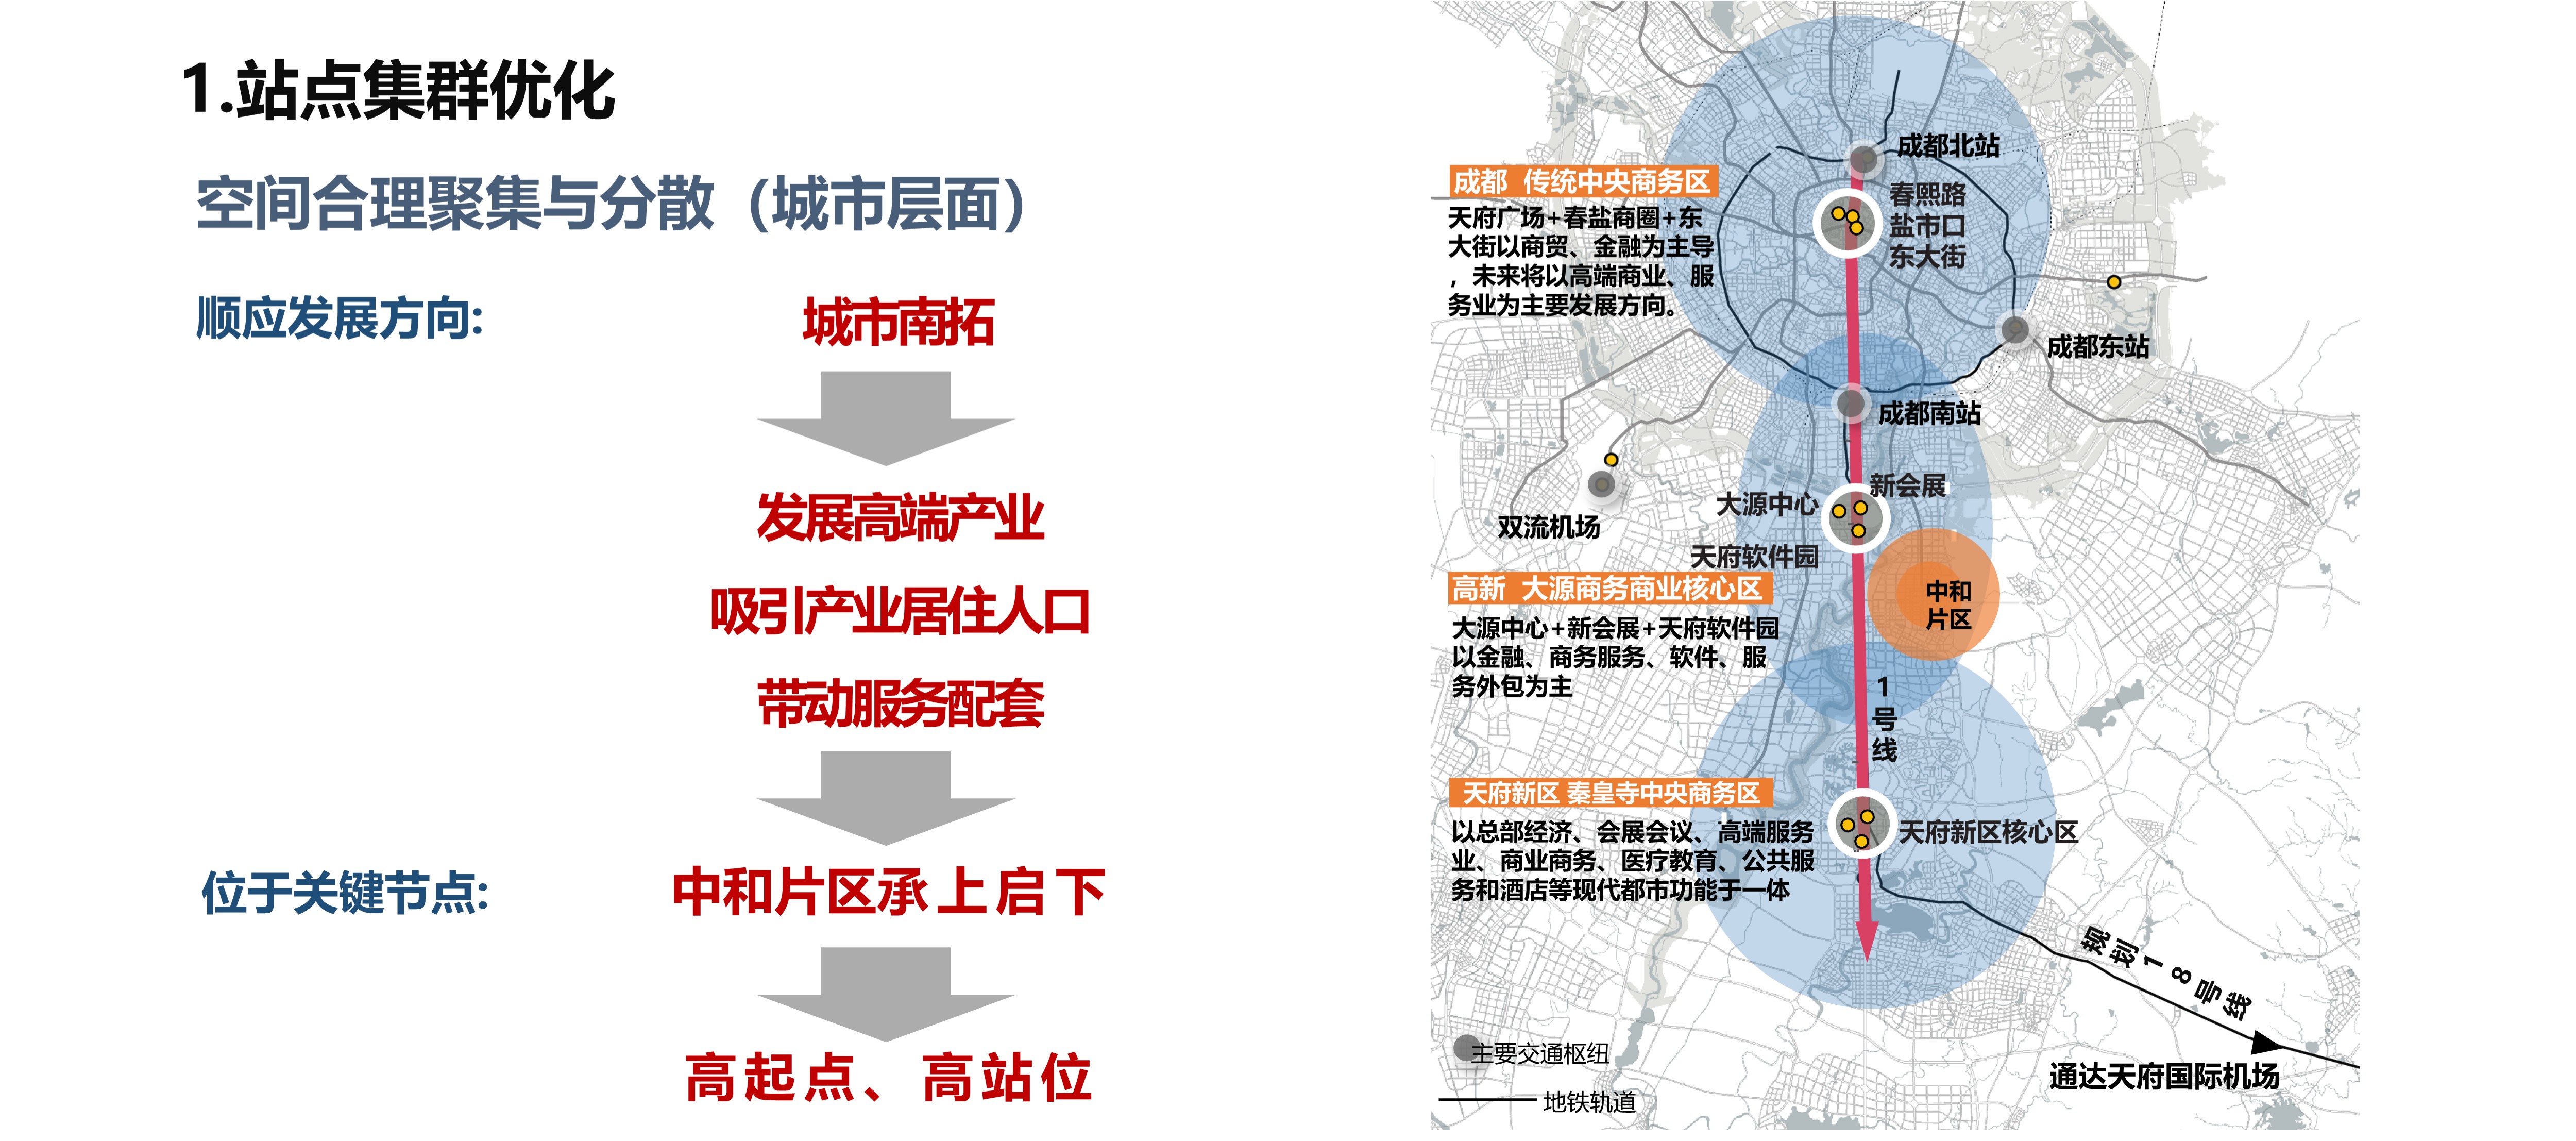 1.站点集群优化
空间合理聚集与分散（城市层面）
顺应发展方向:
城市南拓
发展高端产业
吸引产业居住人口
带动服务配套
位于关键节点:
中和片区承上启下
高起点、高站位
成都北站
成都 传统中央商务区
天府广场+春盐商圈+东
大街以商贸、金融为主导
，未来将以高端商业、服
务业为主要发展方向。
春熙路
盐市口
东大街
成都东站
成都南站
新会展
大源中心
双流机场
天府软件园
高新 大源商务商业核心区
大源中心+新会展+天府软件园
以金融、商务服务、软件、服
务外包为主
中和
片区
1
号
线
天府新区 秦皇寺中央商务区
以总部经济、会展会议、高端服务
业、商业商务、医疗教育、公共服
务和酒店等现代都市功能于一体
天府新区核心区
规划18号线
通达天府国际机场
主要交通枢纽
地铁轨道